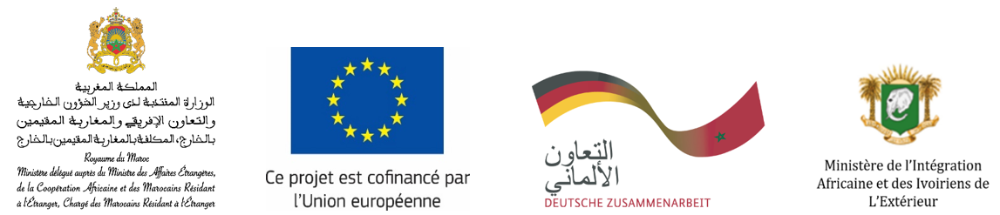 المملكة المغربية
الوزارة المنتدبة لدى وزير الشؤون الخارجية
والتعاون الإفريقي والمغاربة المقيمين
بالخارج، المكلفة بالمغاربة المقيمين بالخارج
Royaume du Maroc
Ministère délégué auprès du Ministre des Affaires Étrangères,
de la Coopération Africaine et des Marocains Résidant
à l'Étranger, Chargé des Marocains Résidant à l'Étranger
Ce projet est cofinancé par
l'Union européenne
التعاون
الألماني
DEUTSCHE ZUSAMMENARBEIT
Ministère de l'Intégration
Africaine et des Ivoiriens de
L'Extérieur